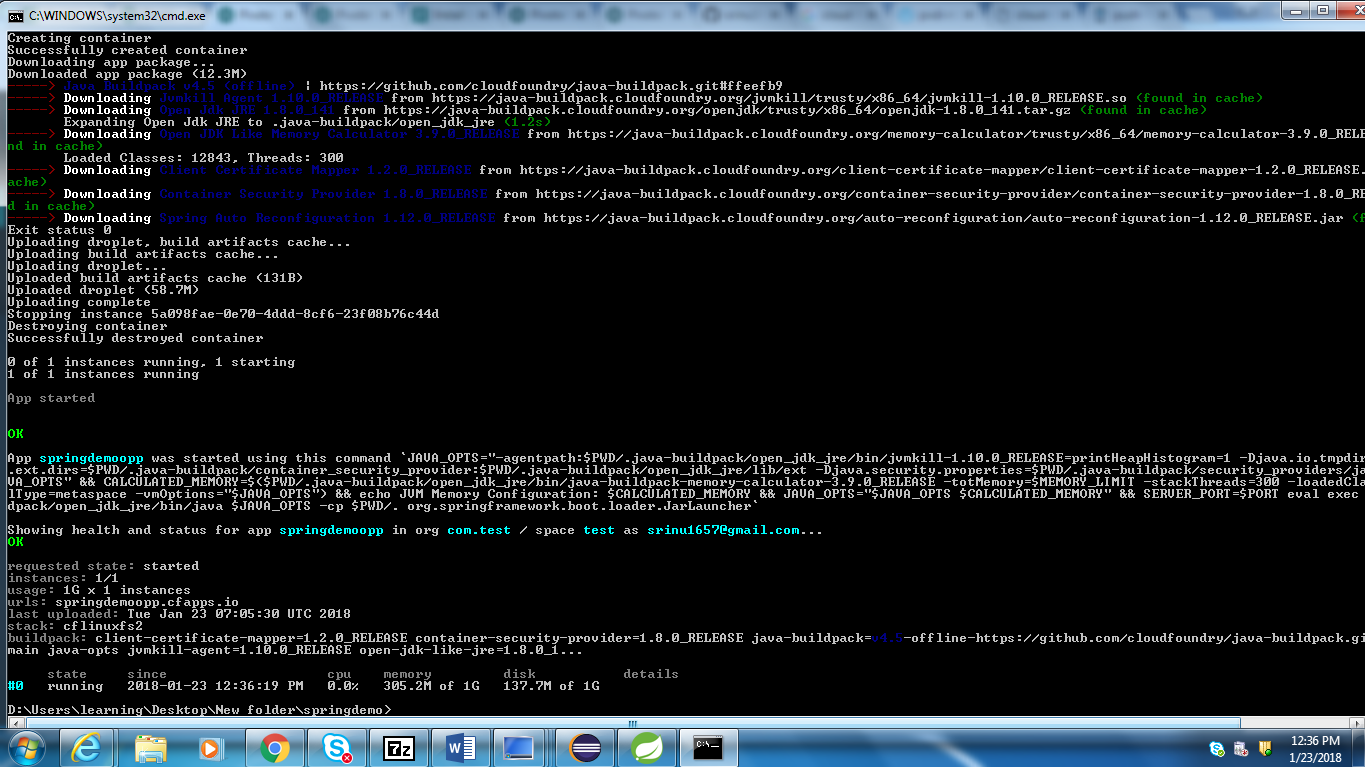 C:\WINDOWS\system32\cmd.exe
Creating container
Successfully created container
Downloading app package...
Downloaded app package (12.3M)
-----> Java Buildpack v4.5 (offline) | https://github.com/cloudfoundry/java-buildpack.git#ffeefb9
-----> Downloading Jvmkill Agent 1.10.0_RELEASE from https://java-buildpack.cloudfoundry.org/jvmkill/trusty/x86_64/jvmkill-1.10.0_RELEASE.so (found in cache)
-----> Downloading Open Jdk JRE 1.8.0_141 from https://java-buildpack.cloudfoundry.org/openjdk/trusty/x86_64/openjdk-1.8.0_141.tar.gz (found in cache)
Expanding Open Jdk JRE to .java-buildpack/open_jdk_jre (1.2s)
-----> Downloading Open JDK Like Memory Calculator 3.9.0_RELEASE from https://java-buildpack.cloudfoundry.org/memory-calculator/trusty/x86_64/memory-calculator-3.9.0_RELE
nd in cache)
Loaded Classes: 12843, Threads: 300
-----> Downloading Client Certificate Mapper 1.2.0_RELEASE from https://java-buildpack.cloudfoundry.org/client-certificate-mapper/client-certificate-mapper-1.2.0_RELEASE.
ache)
-----> Downloading Container Security Provider 1.8.0_RELEASE from https://java-buildpack.cloudfoundry.org/container-security-provider/container-security-provider-1.8.0_RE
d in cache)
-----> Downloading Spring Auto Reconfiguration 1.12.0_RELEASE from https://java-buildpack.cloudfoundry.org/auto-reconfiguration/auto-reconfiguration-1.12.0_RELEASE.jar (f
Exit status 0
Uploading droplet, build artifacts cache...
Uploading build artifacts cache...
Uploading droplet...
Uploaded build artifacts cache (131B)
Uploaded droplet (58.7M)
Uploading complete
Stopping instance 5a098fae-0e70-4ddd-8cf6-23f08b76c44d
Destroying container
Successfully destroyed container
0 of 1 instances running, 1 starting
1 of 1 instances running
App started
OK
App springdemoopp was started using this command `JAVA_OPTS="-agentpath:$PWD/.java-buildpack/open_jdk_jre/bin/jvmkill-1.10.0_RELEASE=printHeapHistogram=1 -Djava.io.tmpdir
.ext.dirs=$PWD/.java-buildpack/container_security_provider:$PWD/.java-buildpack/open_jdk_jre/lib/ext -Djava.security.properties=$PWD/.java-buildpack/security_providers/ja
VA_OPTS" && CALCULATED_MEMORY=$($PWD/.java-buildpack/open_jdk_jre/bin/java-buildpack-memory-calculator-3.9.0_RELEASE -totMemory=$MEMORY_LIMIT -stackThreads=300 -loadedCla
lType=metaspace -vmOptions="$JAVA_OPTS") && echo JVM Memory Configuration: $CALCULATED_MEMORY && JAVA_OPTS="$JAVA_OPTS $CALCULATED_MEMORY" && SERVER_PORT=$PORT eval exec
dpack/open_jdk_jre/bin/java $JAVA_OPTS -cp $PWD/. org.springframework.boot.loader.JarLauncher`
Showing health and status for app springdemoopp in org com.test / space test as srinu1657@gmail.com...
OK
requested state: started
instances: 1/1
usage: 1G x 1 instances
urls: springdemoopp.cfapps.io
last uploaded: Tue Jan 23 07:05:30 UTC 2018
stack: cflinuxfs2
buildpack: client-certificate-mapper=1.2.0_RELEASE container-security-provider=1.8.0_RELEASE java-buildpack=v4.5-offline-https://github.com/cloudfoundry/java-buildpack.gi
main java-opts jvmkill-agent=1.10.0_RELEASE open-jdk-like-jre=1.8.0_1...
state since cpu memory disk details
#0 running 2018-01-23 12:36:19 PM 0.0% 305.2M of 1G 137.7M of 1G
D:\Users\learning\Desktop\New folder\springdemo>
12:36 PM
1/23/2018